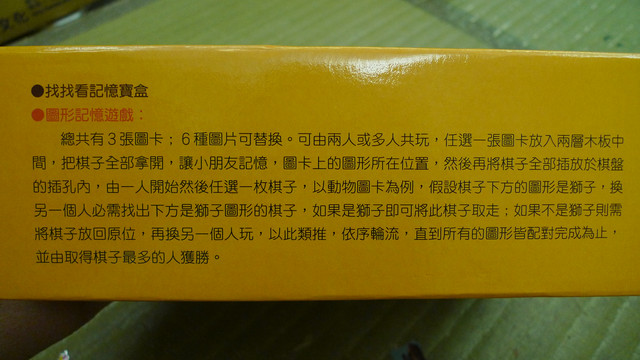 文化
●找找看記憶寶盒
●圖形記憶遊戲：
總共有3張圖卡；6種圖片可替換。可由兩人或多人共玩，任選一張圖卡放入兩層木板中
間，把棋子全部拿開，讓小朋友記憶，圖卡上的圖形所在位置，然後再將棋子全部插放於棋盤
的插孔內，由一人開始然後任選一枚棋子，以動物圖卡為例，假設棋子下方的圖形是獅子，換
另一個人必需找出下方是獅子圖形的棋子，如果是獅子即可將此棋子取走；如果不是獅子則需
將棋子放回原位，再換另一個人玩，以此類推，依序輪流，直到所有的圖形皆配對完成為止，
並由取得棋子最多的人獲勝。